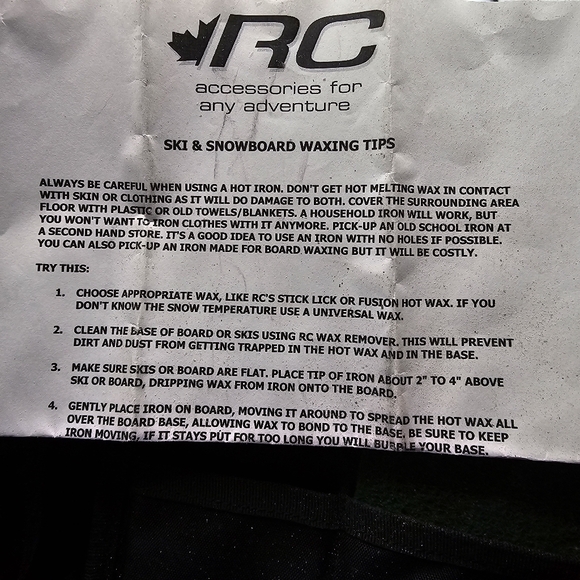 RC
accessories for
any adventure
SKI & SNOWBOARD WAXING TIPS
ALWAYS BE CAREFUL WHEN USING A HOT IRON. DON'T GET HOT MELTING WAX IN CONTACT
WITH SKIN OR CLOTHING AS IT WILL DO DAMAGE TO BOTH. COVER THE SURROUNDING AREA
FLOOR WITH PLASTIC OR OLD TOWELS/BLANKETS. A HOUSEHOLD IRON WILL WORK, BUT
YOU WON'T WANT TO IRON CLOTHES WITH IT ANYMORE. PICK-UP AN OLD SCHOOL IRON AT
A SECOND HAND STORE. IT'S A GOOD IDEA TO USE AN IRON WITH NO HOLES IF POSSIBLE.
YOU CAN ALSO PICK-UP AN IRON MADE FOR BOARD WAXING BUT IT WILL BE COSTLY.
TRY THIS:
1. CHOOSE APPROPRIATE WAX, LIKE RC'S STICK LICK OR FUSION HOT WAX. IF YOU
DON'T KNOW THE SNOW TEMPERATURE USE A UNIVERSAL WAX.
2. CLEAN THE BASE OF BOARD OR SKIS USING RC WAX REMOVER. THIS WILL PREVENT
DIRT AND DUST FROM GETTING TRAPPED IN THE HOT WAX AND IN THE BASE.
3. MAKE SURE SKIS OR BOARD ARE FLAT. PLACE TIP OF IRON ABOUT 2" TO 4" ABOVE
SKI OR BOARD, DRIPPING WAX FROM IRON ONTO THE BOARD.
4. GENTLY PLACE IRON ON BOARD, MOVING IT AROUND TO SPREAD THE HOT WAX ALL
OVER THE BOARD BASE, ALLOWING WAX TO BOND TO THE BASE. BE SURE TO KEEP
IRON MOVING, IF IT STAYS PUT FOR TOO LONG YOU WILL BUBBLE YOUR BASE.